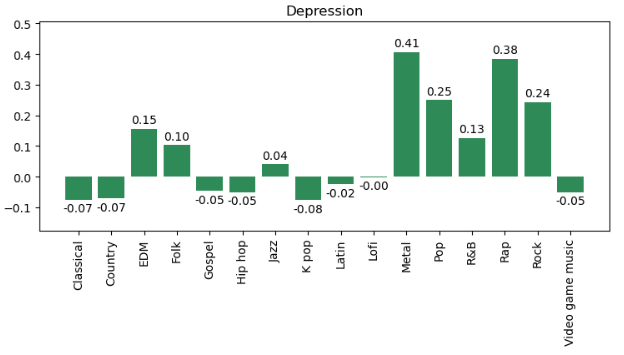 Depression
0.5
0.4
0.3
0.2
0.1
0.0
−0.1
-0.07
-0.07
0.15
0.10
-0.05
-0.05
0.04
-0.08
-0.02
-0.00
0.41
0.25
0.13
0.38
0.24
-0.05
Classical
Country
EDM
Folk
Gospel
Hip hop
Jazz
K pop
Latin
Lofi
Metal
Pop
R&B
Rap
Rock
Video game music